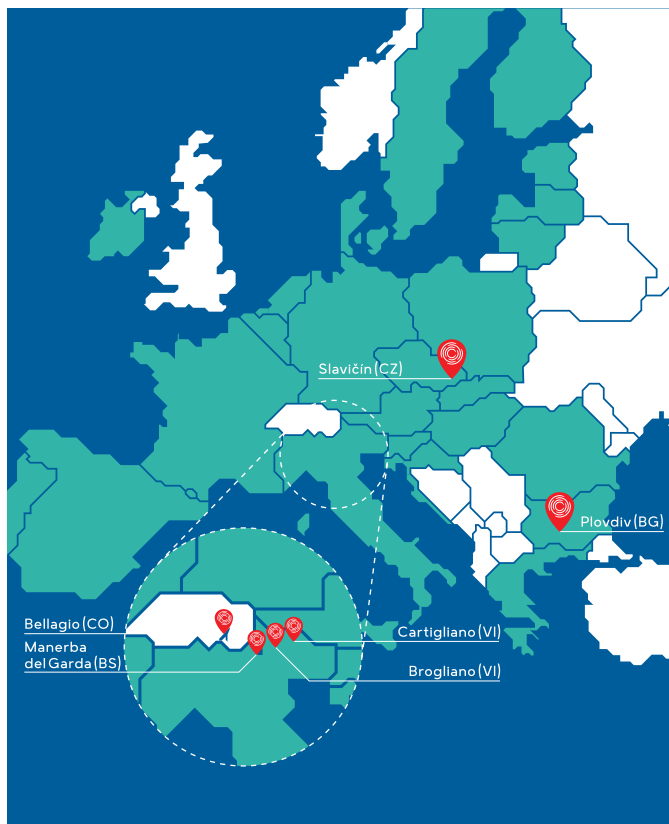 Slavičín (CZ)
Plovdiv (BG)
Bellagio (CO)
Manerba
del Garda (BS)
Cartigliano (VI)
Brogliano (VI)